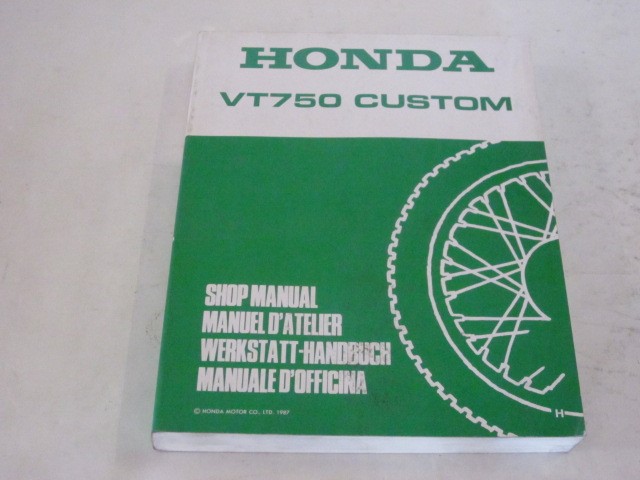 HONDA
VT750 CUSTOM
SHOP MANUAL
MANUEL D'ATELIER
WERKSTATT-HANDBUCH
MANUALE D'OFFICINA
© HONDA MOTOR CO., LTD. 1987
H